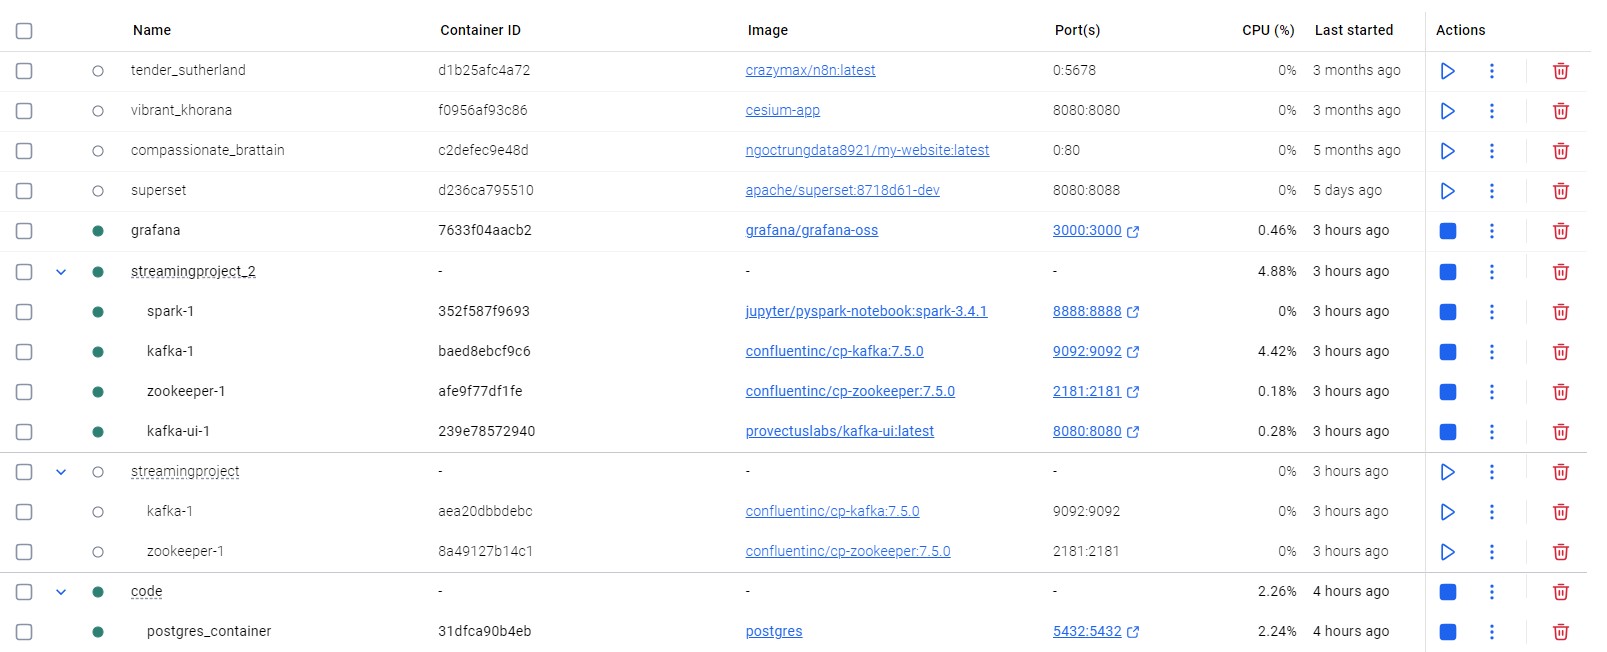 Name Container ID Image Port(s) CPU (%) Last started Actions
tender_sutherland d1b25afc4a72 crazymax/n8n:latest 0:5678 0% 3 months ago
vibrant_khorana f0956af93c86 cesium-app 8080:8080 0% 3 months ago
compassionate_brattain c2defec9e48d ngoctrungdata8921/my-website:latest 0:80 0% 5 months ago
superset d236ca795510 apache/superset:8718d61-dev 8080:8088 0% 5 days ago
grafana 7633f04aacb2 grafana/grafana-oss 3000:3000 0.46% 3 hours ago
streamingproject_2 - - - 4.88% 3 hours ago
spark-1 352f587f9693 jupyter/pyspark-notebook:spark-3.4.1 8888:8888 0% 3 hours ago
kafka-1 baed8ebcf9c6 confluentinc/cp-kafka:7.5.0 9092:9092 4.42% 3 hours ago
zookeeper-1 afe9f77df1fe confluentinc/cp-zookeeper:7.5.0 2181:2181 0.18% 3 hours ago
kafka-ui-1 239e78572940 provectuslabs/kafka-ui:latest 8080:8080 0.28% 3 hours ago
streamingproject - - - 0% 3 hours ago
kafka-1 aea20dbbdebc confluentinc/cp-kafka:7.5.0 9092:9092 0% 3 hours ago
zookeeper-1 8a49127b14c1 confluentinc/cp-zookeeper:7.5.0 2181:2181 0% 3 hours ago
code - - - 2.26% 4 hours ago
postgres_container 31dfca90b4eb postgres 5432:5432 2.24% 4 hours ago